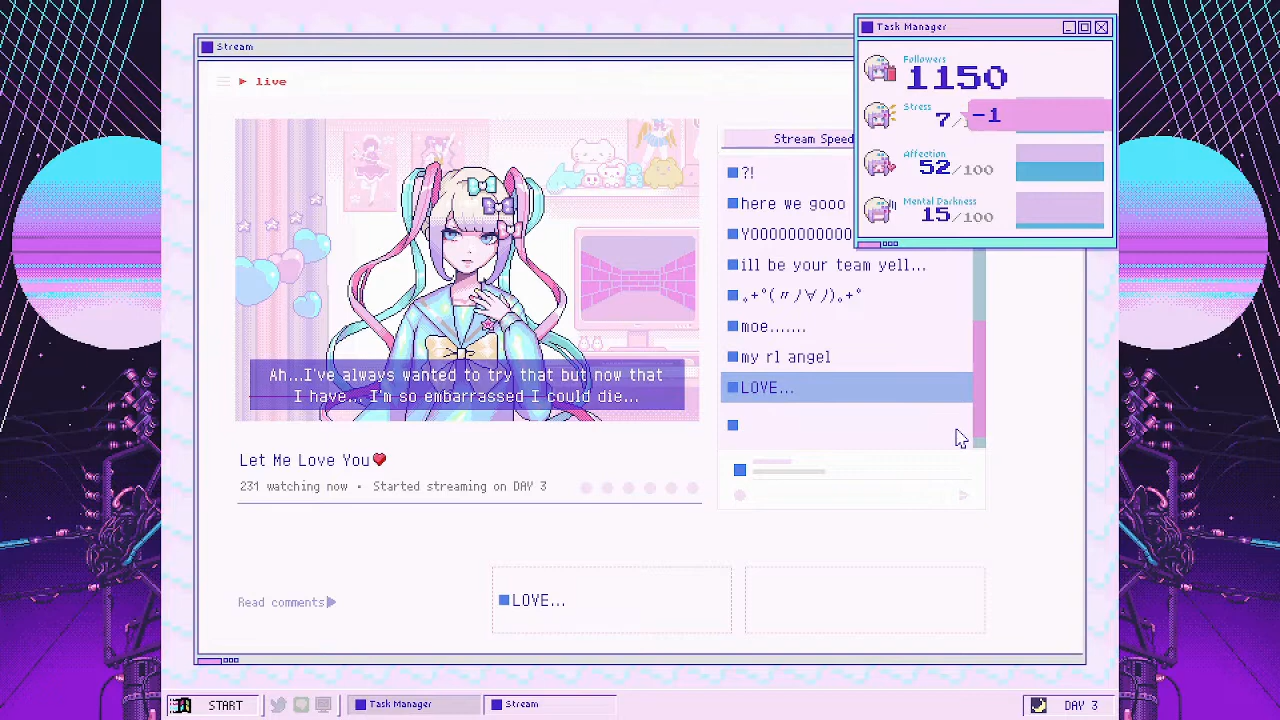 Stream
live
Ah...I've always wanted to try that but now that
I have... I'm so embarrassed I could die...
Let Me Love You
231 watching now • Started streaming on DAY 3
Stream Speed
?!
here we gooo
YOOOOOOOOOOO
ill be your team yell...
moe.......
my rl angel
LOVE...
Read comments
LOVE...
Task Manager
Followers
1150
Stress
7/
-1
Affection
52/100
Mental Darkness
15/100
START
Task Manager
Stream
DAY 3